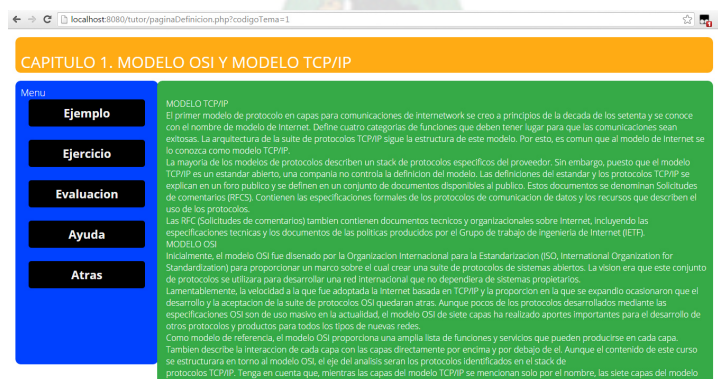 localhost:8080/tutor/paginaDefinicion.php?codigoTema=1
CAPITULO 1. MODELO OSI Y MODELO TCP/IP
Menu
Ejemplo
Ejercicio
Evaluacion
Ayuda
Atras
MODELO TCP/IP
El primer modelo de protocolo en capas para comunicaciones de internetwork se creo a principios de la decada de los setenta y se conoce
con el nombre de modelo de Internet. Define cuatro categorias de funciones que deben tener lugar para que las comunicaciones sean
exitosas. La arquitectura de la suite de protocolos TCP/IP sigue la estructura de este modelo. Por esto, es comun que al modelo de Internet se
lo conozca como modelo TCP/IP.
La mayoria de los modelos de protocolos describen un stack de protocolos especificos del proveedor. Sin embargo, puesto que el modelo
TCP/IP es un estandar abierto, una compania no controla la definicion del modelo. Las definiciones del estandar y los protocolos TCP/IP se
explican en un foro publico y se definen en un conjunto de documentos disponibles al publico. Estos documentos se denominan Solicitudes
de comentarios (RFCS). Contienen las especificaciones formales de los protocolos de comunicacion de datos y los recursos que describen el
uso de los protocolos.
Las RFC (Solicitudes de comentarios) tambien contienen documentos tecnicos y organizacionales sobre Internet, incluyendo las
especificaciones tecnicas y los documentos de las politicas producidos por el Grupo de trabajo de ingenieria de Internet (IETF).
MODELO OSI
Inicialmente, el modelo OSI fue disenado por la Organizacion Internacional para la Estandarizacion (ISO, International Organization for
Standardization) para proporcionar un marco sobre el cual crear una suite de protocolos de sistemas abiertos. La vision era que este conjunto
de protocolos se utilizara para desarrollar una red internacional que no dependiera de sistemas propietarios.
Lamentablemente, la velocidad a la que fue adoptada la Internet basada en TCP/IP y la proporcion en la que se expandio ocasionaron que el
desarrollo y la aceptacion de la suite de protocolos OSI quedaran atras. Aunque pocos de los protocolos desarrollados mediante las
especificaciones OSI son de uso masivo en la actualidad, el modelo OSI de siete capas ha realizado aportes importantes para el desarrollo de
otros protocolos y productos para todos los tipos de nuevas redes.
Como modelo de referencia, el modelo OSI proporciona una amplia lista de funciones y servicios que pueden producirse en cada capa.
Tambien describe la interaccion de cada capa con las capas directamente por encima y por debajo de el. Aunque el contenido de este curso
se estructurara en torno al modelo OSI, el eje del analisis seran los protocolos identificados en el stack de
protocolos TCP/IP. Tenga en cuenta que, mientras las capas del modelo TCP/IP se mencionan solo por el nombre, las siete capas del modelo